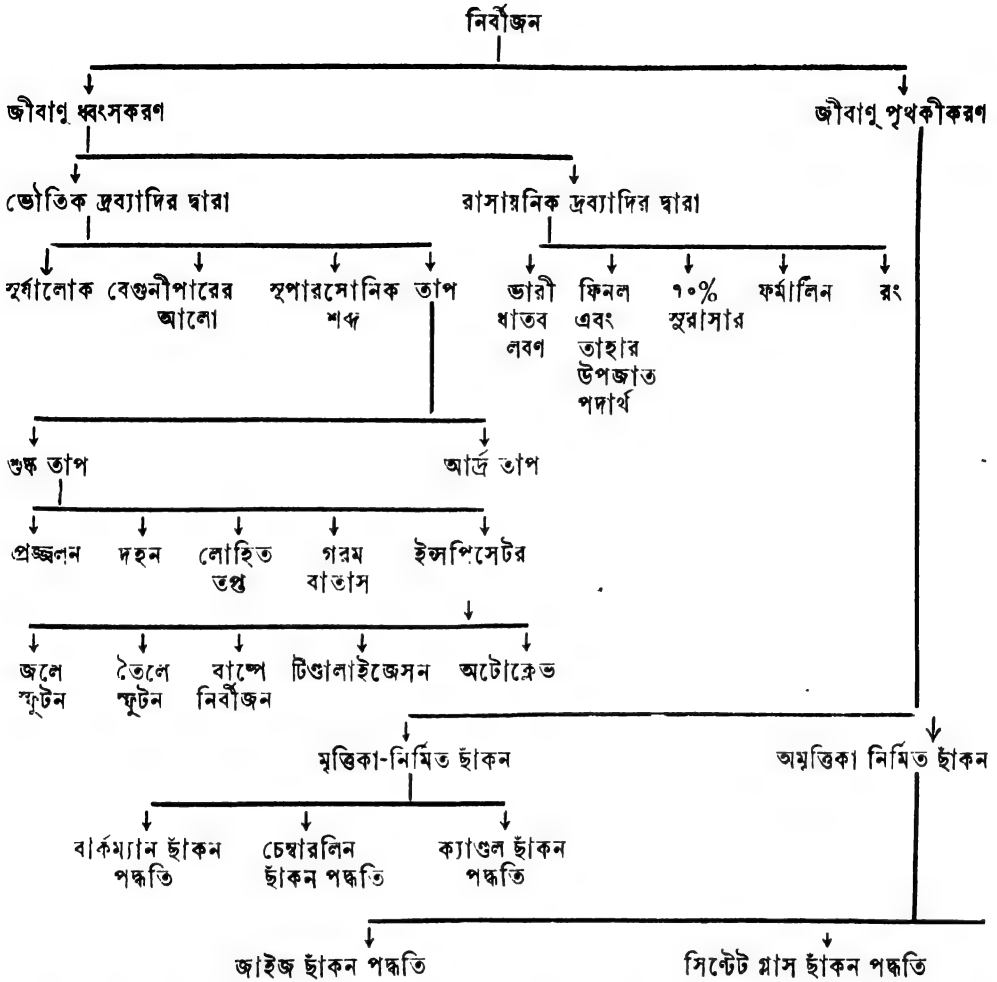 নির্বীজন
জীবাণু ধ্বংসকরণ
জীবাণু পৃথকীকরণ
ভৌতিক দ্রব্যাদির দ্বারা
রাসায়নিক দ্রব্যাদির দ্বারা
সূর্যালোক
বেগুনীপারের
আলো
সুপারসোনিক
শব্দ
তাপ
ভারী
ধাতব
লবণ
ফিনল
এবং
তাহার
উপজাত
পদার্থ
৭০%
সুরাসার
ফর্মালিন
রং
শুষ্ক তাপ
আর্দ্র তাপ
প্রজ্জ্বলন
দহন
লোহিত
তপ্ত
গরম
বাতাস
ইন্সপিসেটর
জলে
স্ফুটন
তৈলে
স্ফুটন
বাষ্পে
নির্বীজন
টিণ্ডালাইজেসন
অটোক্লেভ
মৃত্তিকা-নির্মিত ছাঁকন
অমৃত্তিকা নির্মিত ছাঁকন
বার্কম্যান ছাঁকন
পদ্ধতি
চেম্বারলিন
ছাঁকন পদ্ধতি
ক্যাণ্ডল ছাঁকন
পদ্ধতি
জাইজ ছাঁকন পদ্ধতি
সিণ্টেট গ্লাস ছাঁকন পদ্ধতি